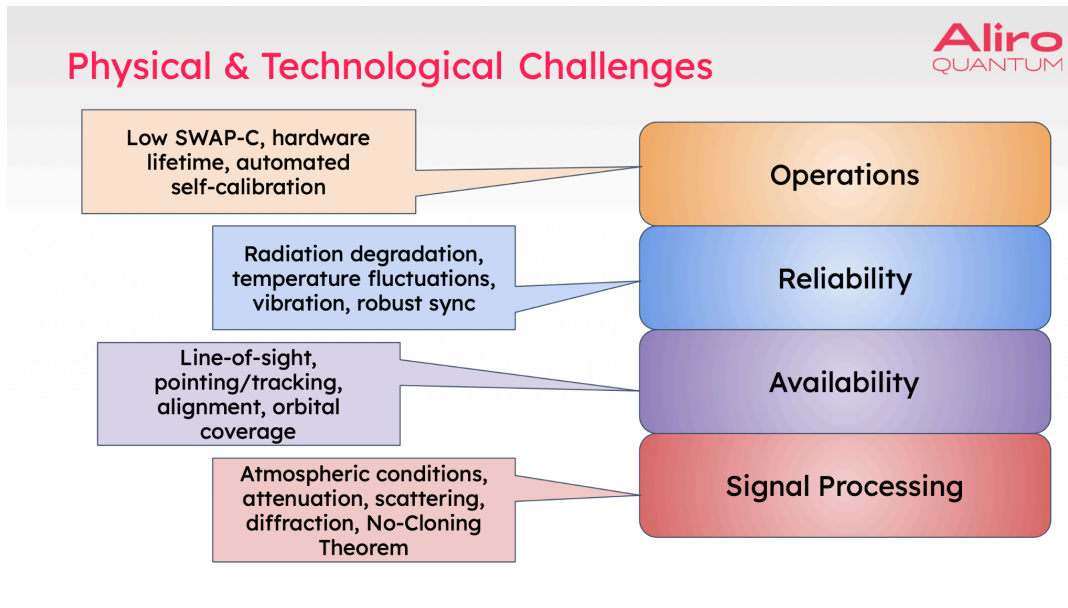 Physical & Technological Challenges
Aliro
QUANTUM
Low SWAP-C, hardware
lifetime, automated
self-calibration
Operations
Radiation degradation,
temperature fluctuations,
vibration, robust sync
Reliability
Line-of-sight,
pointing/tracking,
alignment, orbital
coverage
Availability
Atmospheric conditions,
attenuation, scattering,
diffraction, No-Cloning
Theorem
Signal Processing